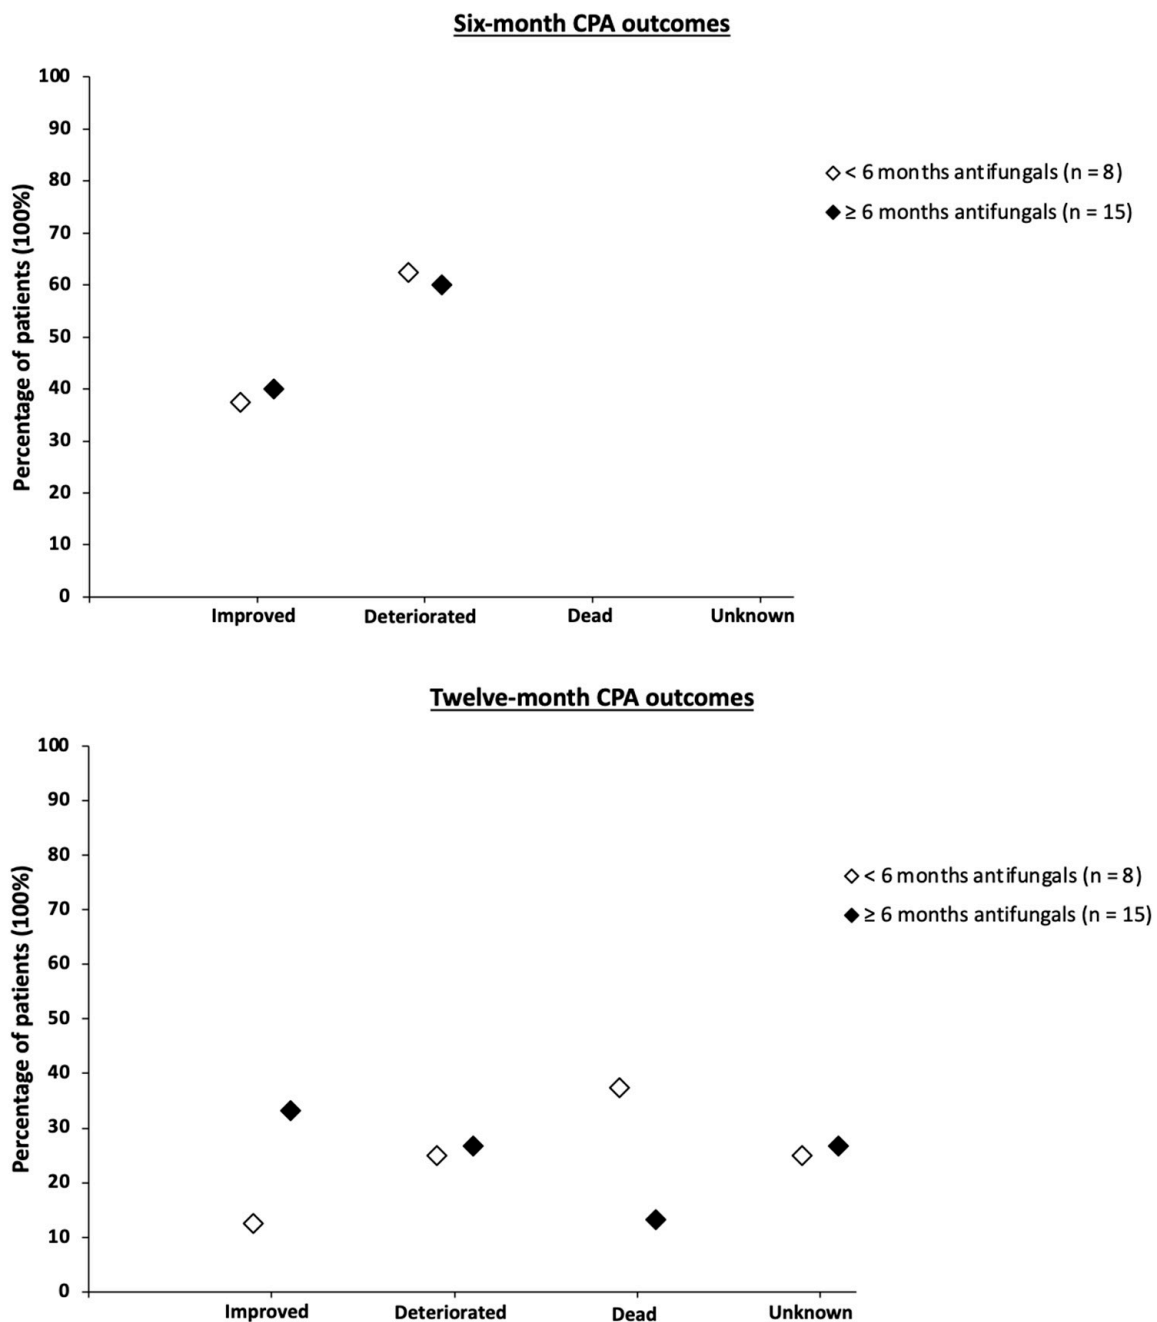 Six-month CPA outcomes
100
90
80
70
60
50
40
30
20
10
0
Percentage of patients (100%)
Improved
Deteriorated
Dead
Unknown
< 6 months antifungals (n = 8)
≥ 6 months antifungals (n = 15)
Twelve-month CPA outcomes
100
90
80
70
60
50
40
30
20
10
0
Percentage of patients (100%)
Improved
Deteriorated
Dead
Unknown
< 6 months antifungals (n = 8)
≥ 6 months antifungals (n = 15)